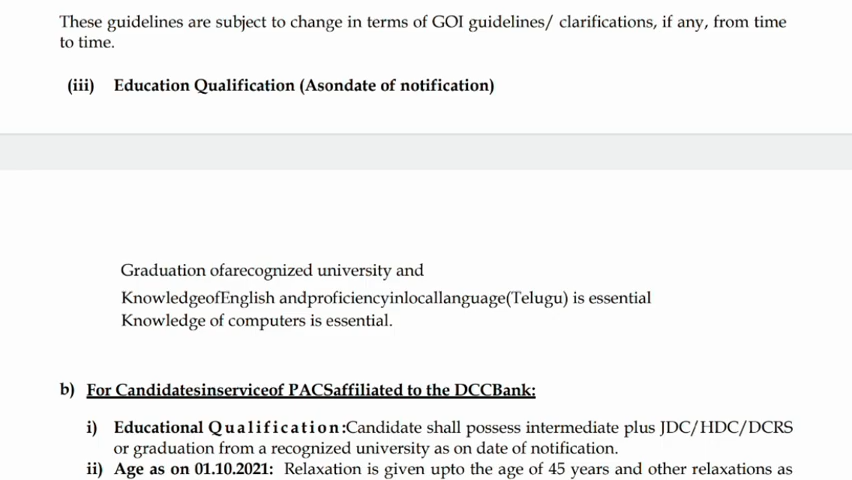 These guidelines are subject to change in terms of GOI guidelines/ clarifications, if any, from time
to time.
(iii) Education Qualification (Asondate of notification)
Graduation ofarecognized university and
KnowledgeofEnglish andproficiencyinlocallanguage(Telugu) is essential
Knowledge of computers is essential.
b) For Candidatesinserviceof PACSaffiliated to the DCCBank:
i) Educational Qualification:Candidate shall possess intermediate plus JDC/HDC/DCRS
or graduation from a recognized university as on date of notification.
ii) Age as on 01.10.2021: Relaxation is given upto the age of 45 years and other relaxations as